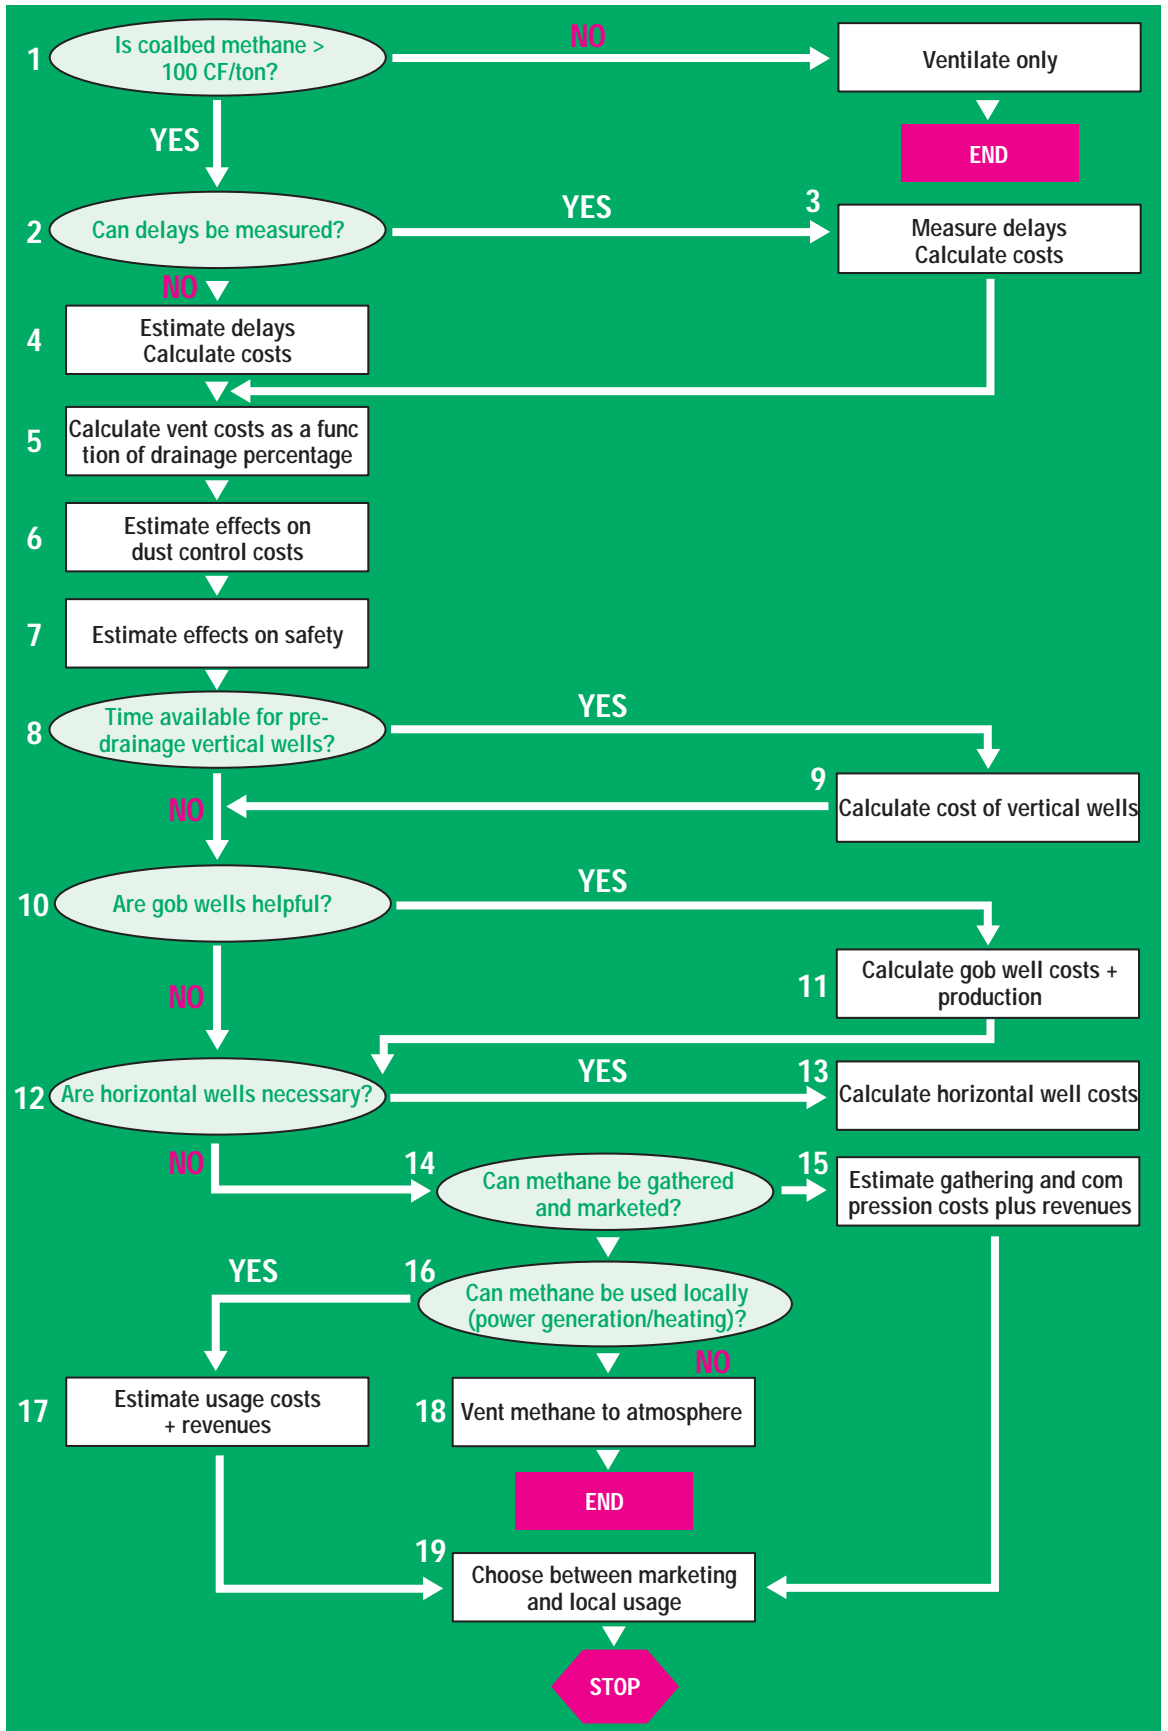 1
Is coalbed methane >
100 CF/ton?
NO
Ventilate only
END
YES
2
Can delays be measured?
YES
3
Measure delays
Calculate costs
NO
4
Estimate delays
Calculate costs
5
Calculate vent costs as a func
tion of drainage percentage
6
Estimate effects on
dust control costs
7
Estimate effects on safety
8
Time available for pre-
drainage vertical wells?
YES
9
Calculate cost of vertical wells
NO
10
Are gob wells helpful?
YES
11
Calculate gob well costs +
production
NO
12
Are horizontal wells necessary?
YES
13
Calculate horizontal well costs
NO
14
Can methane be gathered
and marketed?
15
Estimate gathering and com
pression costs plus revenues
YES
16
Can methane be used locally
(power generation/heating)?
NO
17
Estimate usage costs
+ revenues
18
Vent methane to atmosphere
END
19
Choose between marketing
and local usage
STOP